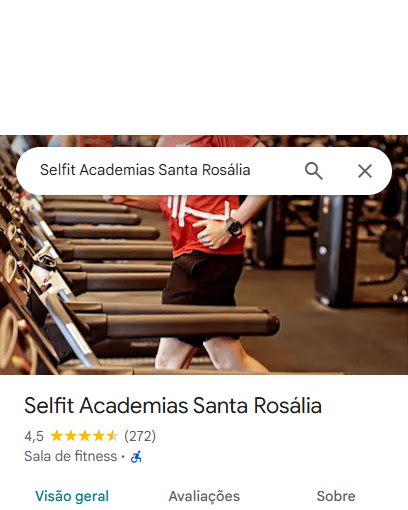 Selfit Academias Santa Rosália
Selfit Academias Santa Rosália
4,5 (272)
Sala de fitness ·
Visão geral Avaliações Sobre